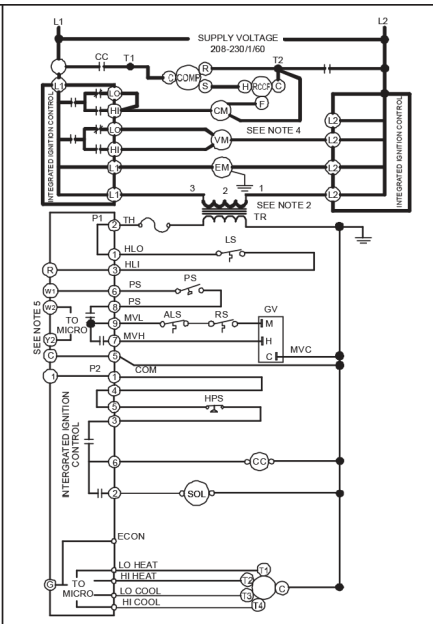 L1 L2
SUPPLY VOLTAGE
208-230/1/60
CC T1 T2
R
C COMP S H RCCF C
F
L1 LO
HI CM
LO SEE NOTE 4
HI VM L2
L1 EM L2
L1 3 2 1 L2
INTEGRATED IGNITION CONTROL
INTEGRATED IGNITION CONTROL
L2
SEE NOTE 2
P1 2 TH TR
LS
1 HLO
R 3 HLI
W1 6 PS PS
W2 8 PS GV
TO MICRO 9 MVL ALS RS M
Y2 7 MVH H
C 5 C MVC
SEE NOTE 5
COM
1 P2 1
4
5 HPS
3
INTERGRATED IGNITION
CONTROL
6 CC
2 SOL
ECON
LO HEAT T1
G TO HI HEAT T2 C
MICRO LO COOL T3
HI COOL T4